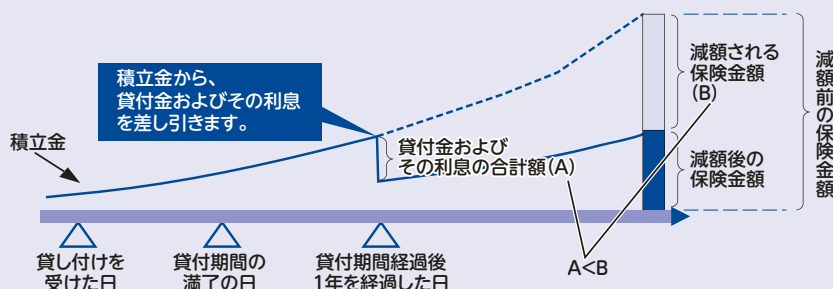 積立金から、
貸付金およびその利息
を差し引きます。
積立金
貸付金および
その利息の合計額(A)
減額される
保険金額
(B)
減額後の
保険金額
減額前の保険金額
貸し付けを
受けた日
貸付期間の
満了の日
貸付期間経過後
1年を経過した日
A<B